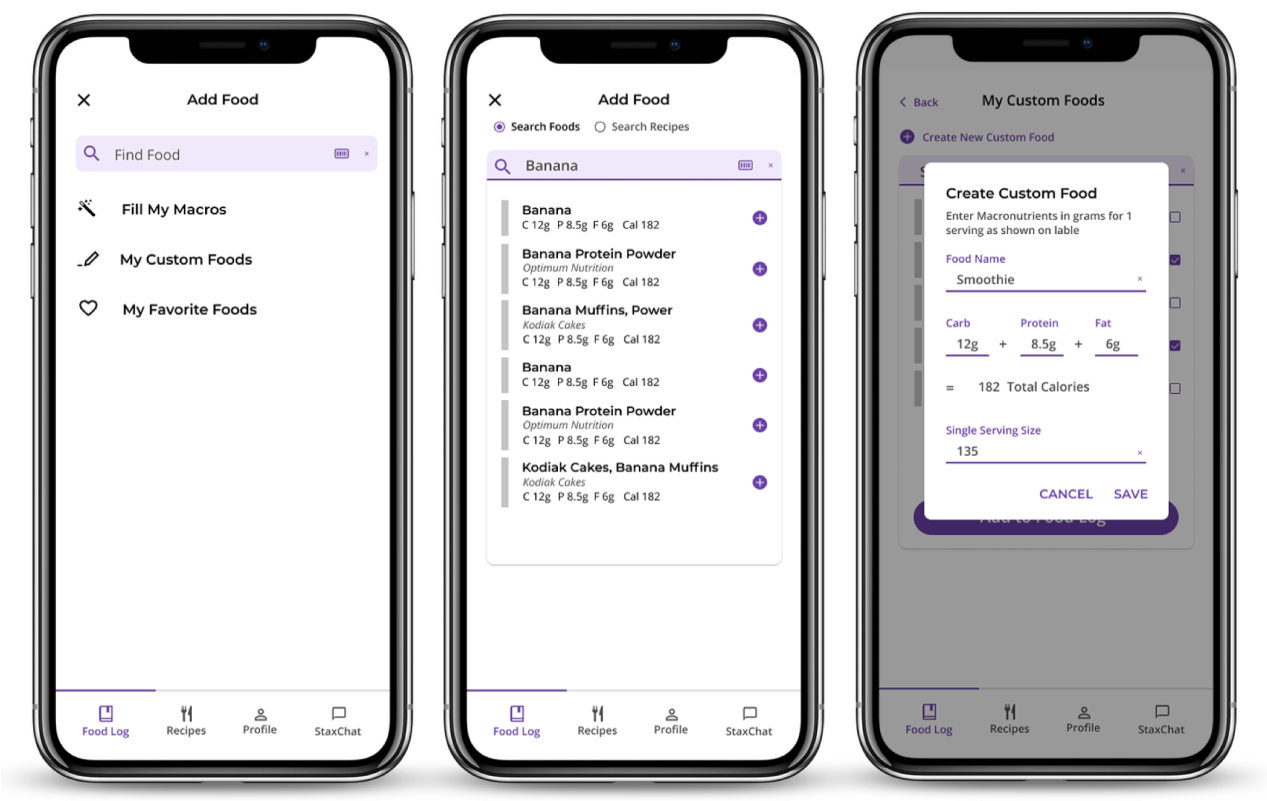 Add Food
Find Food
Fill My Macros
My Custom Foods
My Favorite Foods
Food Log
Recipes
Profile
StaxChat
Add Food
Search Foods
Search Recipes
Banana
Banana
C 12g P 8.5g F 6g Cal 182
Banana Protein Powder
Optimum Nutrition
C 12g P 8.5g F 6g Cal 182
Banana Muffins, Power
Kodiak Cakes
C 12g P 8.5g F 6g Cal 182
Banana
C 12g P 8.5g F 6g Cal 182
Banana Protein Powder
Optimum Nutrition
C 12g P 8.5g F 6g Cal 182
Kodiak Cakes, Banana Muffins
Kodiak Cakes
C 12g P 8.5g F 6g Cal 182
Food Log
Recipes
Profile
StaxChat
Back
My Custom Foods
Create New Custom Food
Create Custom Food
Enter Macronutrients in grams for 1
serving as shown on lable
Food Name
Smoothie
Carb Protein Fat
12g + 8.5g + 6g
= 182 Total Calories
Single Serving Size
135
CANCEL SAVE
Add to Food Log
Food Log
Recipes
Profile
StaxChat